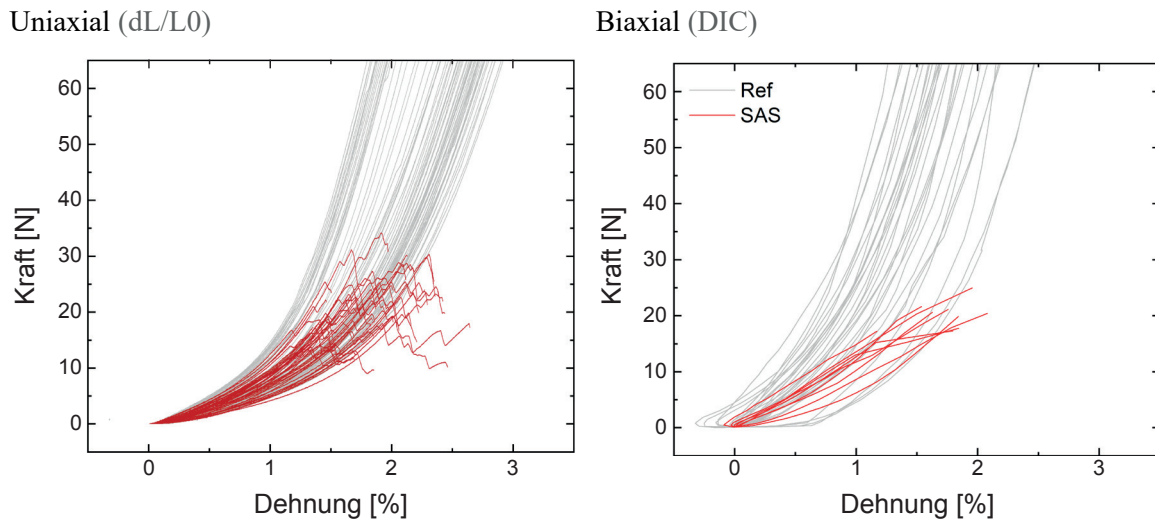 Uniaxial (dL/L0)
60
50
40
30
20
10
0
Kraft [N]
0 1 2 3
Dehnung [%]
Biaxial (DIC)
Ref
SAS
60
50
40
30
20
10
0
Kraft [N]
0 1 2 3
Dehnung [%]